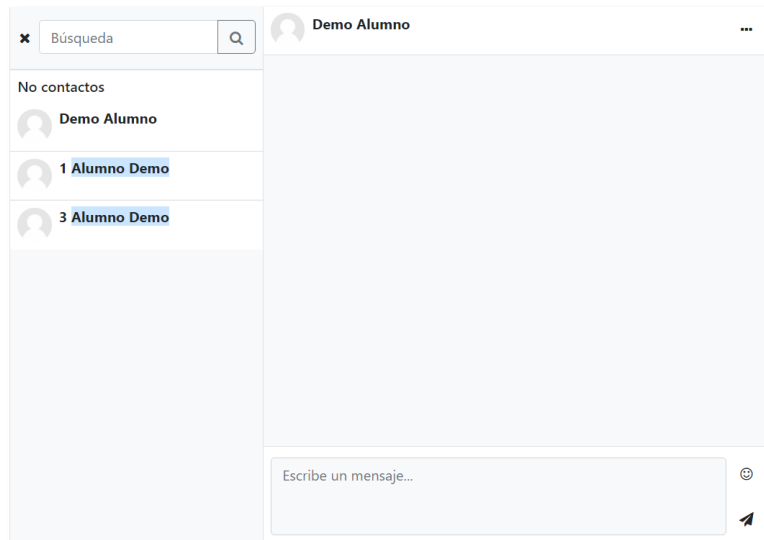 Búsqueda
No contactos
Demo Alumno
1 Alumno Demo
3 Alumno Demo
Demo Alumno
Escribe un mensaje...